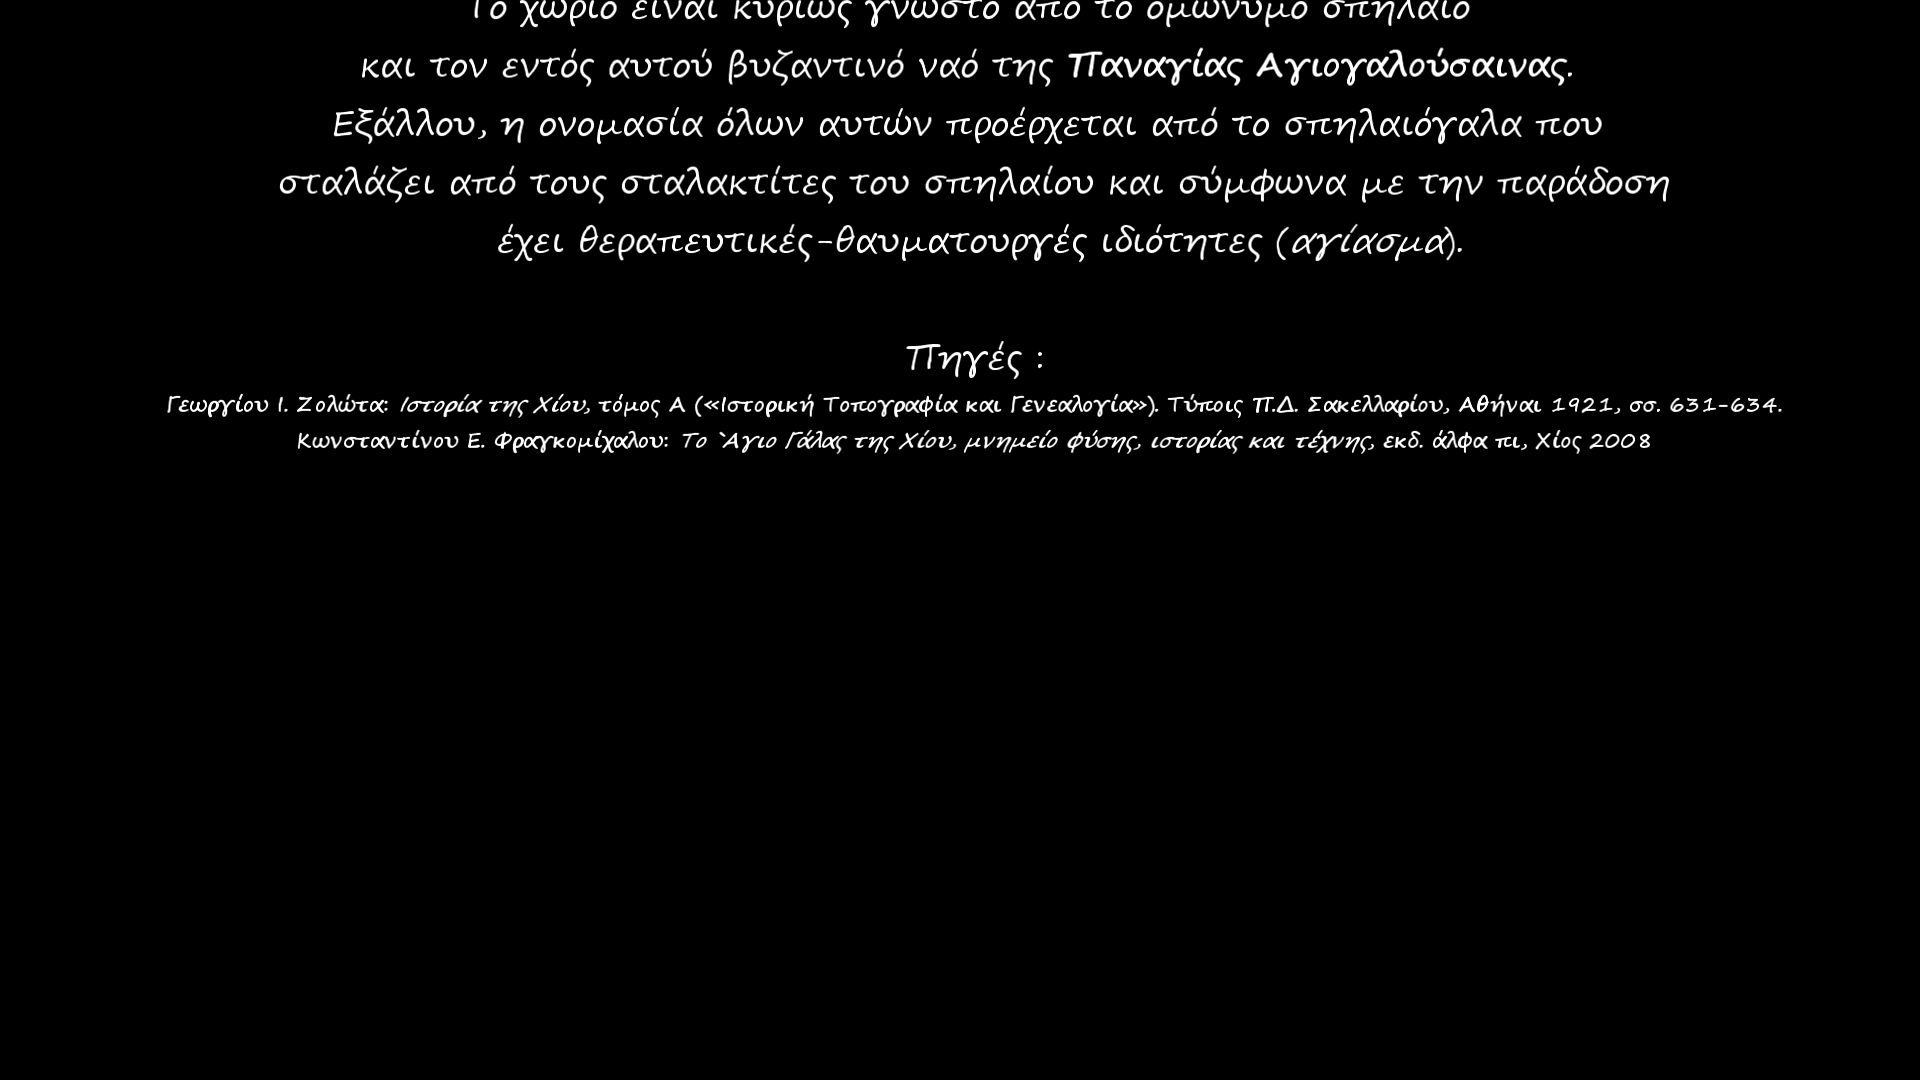 Το χωριό είναι κυρίως γνωστό από το ομώνυμο σπήλαιο
και τον εντός αυτού βυζαντινό ναό της Παναγίας Αγιογαλούσαινας.
Εξάλλου, η ονομασία όλων αυτών προέρχεται από το σπηλαιόγαλα που
σταλάζει από τους σταλακτίτες του σπηλαίου και σύμφωνα με την παράδοση
έχει θεραπευτικές-θαυματουργές ιδιότητες (αγίασμα).
Πηγές :
Γεωργίου Ι. Ζολώτα: Ιστορία της Χίου, τόμος Α («Ιστορική Τοπογραφία και Γενεαλογία»). Τύποις Π.Δ. Σακελλαρίου, Αθήναι 1921, σσ. 631-634.
Κωνσταντίνου Ε. Φραγκομίχαλου: Το `Αγιο Γάλας της Χίου, μνημείο φύσης, ιστορίας και τέχνης, εκδ. άλφα πι, Χίος 2008